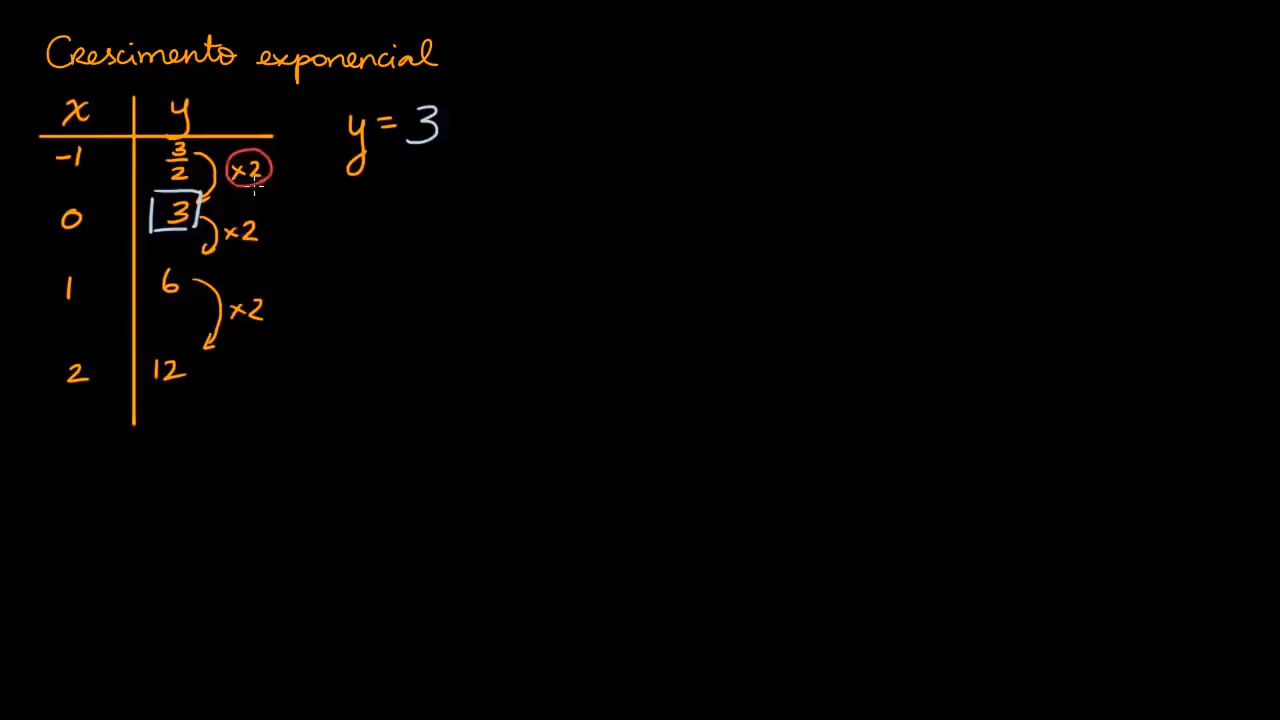 Crescimento exponencial
x y y = 3
-1 3/2 ×2
0 3 ×2
1 6 ×2
2 12